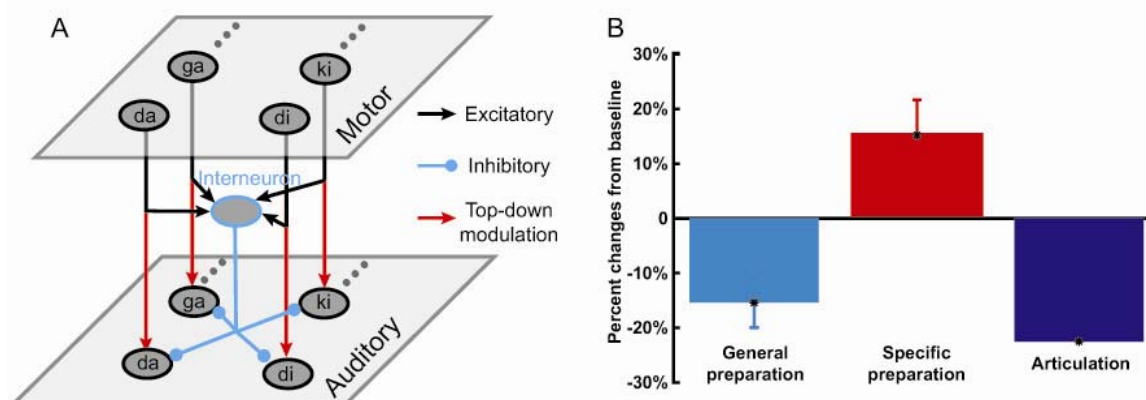 A
ga
ki
da
di
Motor
Excitatory
Interneuron
Inhibitory
Top-down
modulation
ga
ki
da
di
Auditory
B
Percent changes from baseline
30%
20%
10%
0
-10%
-20%
-30%
General
preparation
Specific
preparation
Articulation